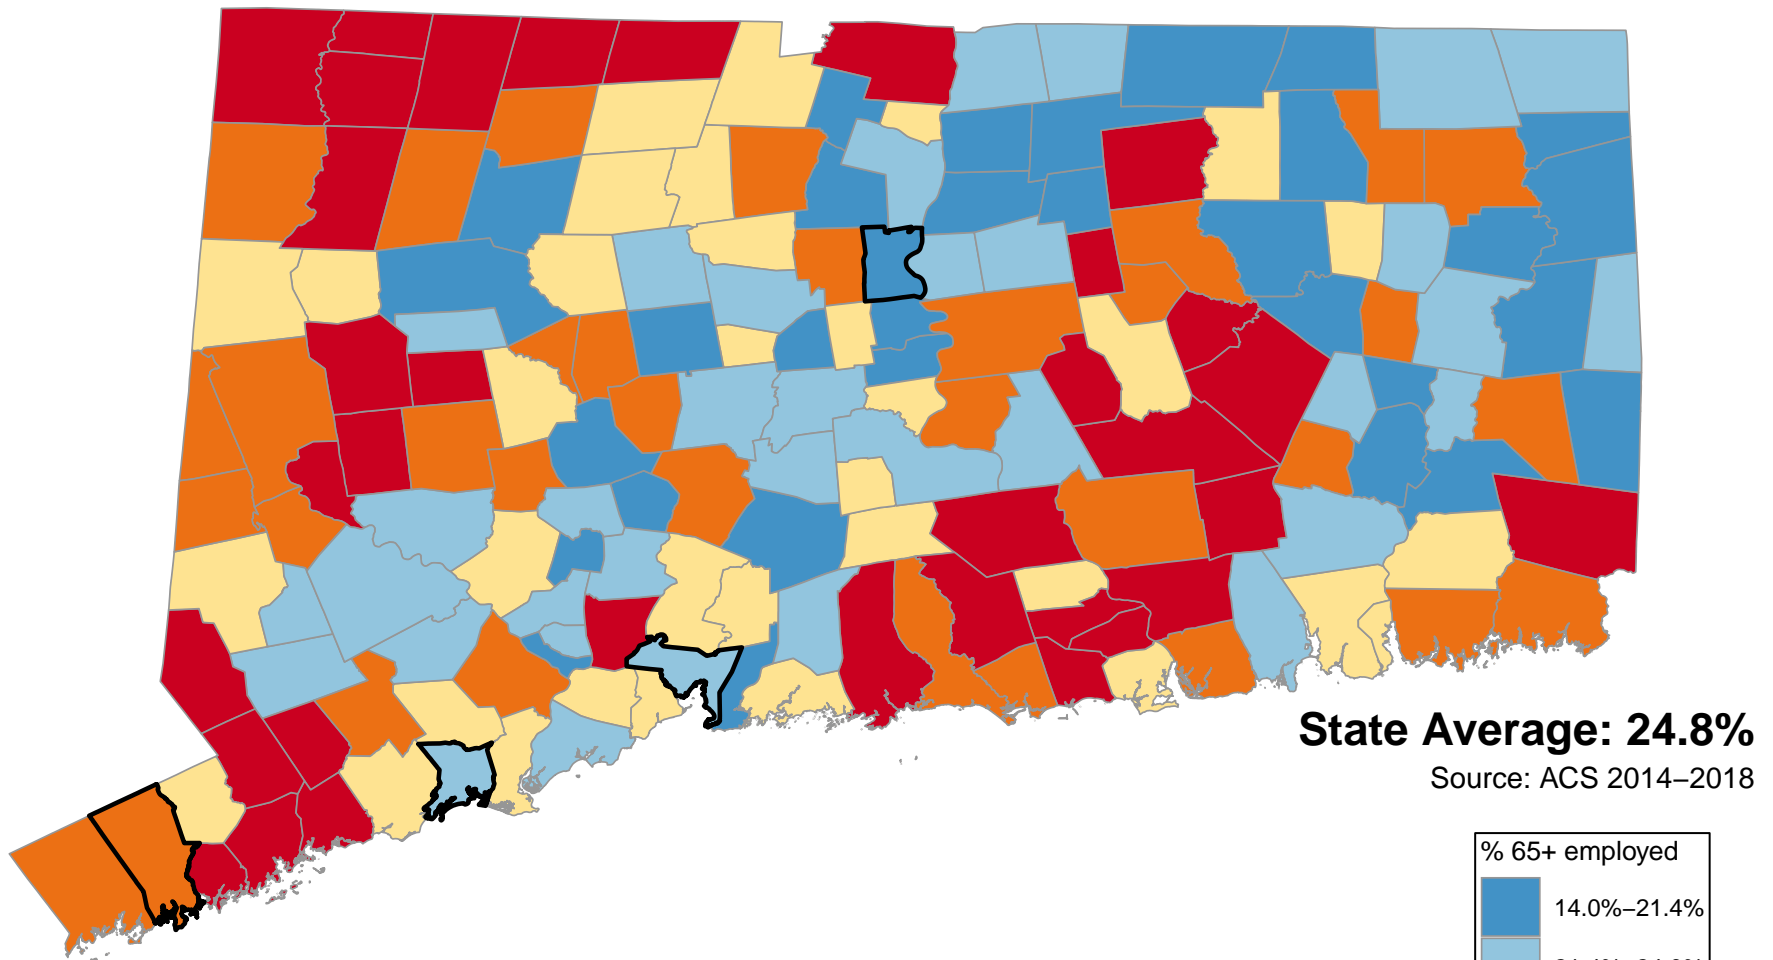 State Average: 24.8%
Source: ACS 2014–2018
% 65+ employed
14.0%–21.4%